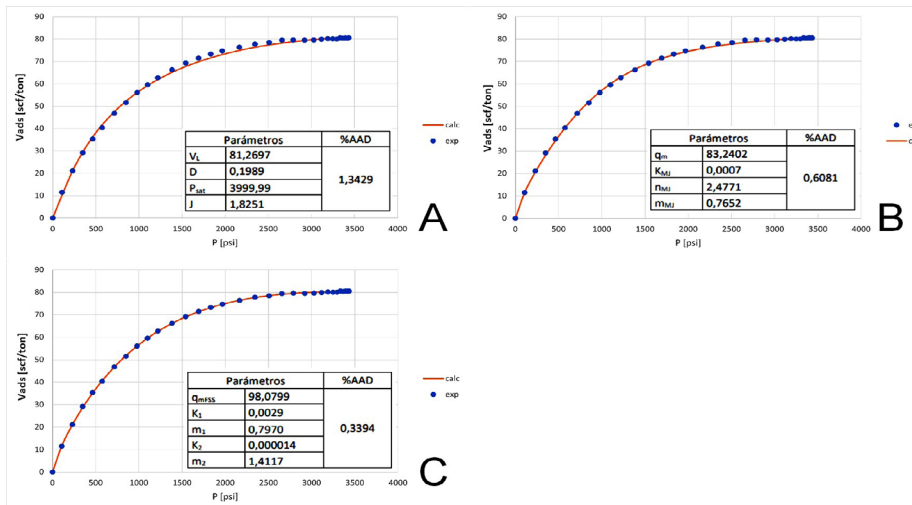 90
80
70
60
50
40
30
20
10
0
Vads [scf/ton]
0 500 1000 1500 2000 2500 3000 3500 4000
P [psi]
calc
exp
Parámetros %AAD
VL 81,2697
D 0,1989
Psat 3999,99
J 1,8251
1,3429
A
90
80
70
60
50
40
30
20
10
0
Vads [scf/ton]
0 500 1000 1500 2000 2500 3000 3500 4000
P [psi]
Parámetros %AAD
qm 83,2402
KMJ 0,0007
nMJ 2,4771
mMJ 0,7652
0,6081
B
90
80
70
60
50
40
30
20
10
0
Vads [scf/ton]
0 500 1000 1500 2000 2500 3000 3500 4000
P [psi]
calc
exp
Parámetros %AAD
qmFSS 98,0799
K1 0,0029
m1 0,7970
K2 0,000014
m2 1,4117
0,3394
C